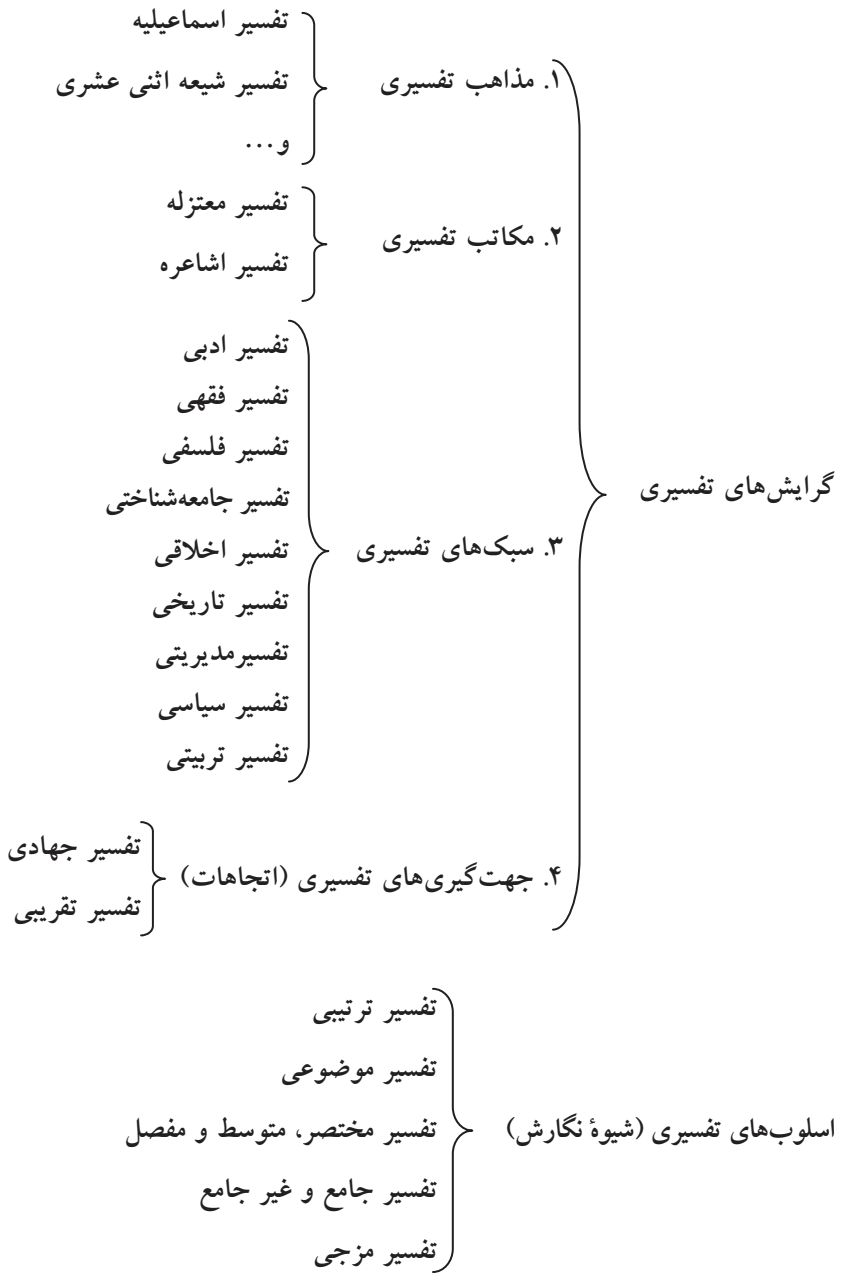 گرایش‌های تفسیری
۱. مذاهب تفسیری
تفسیر اسماعیلیه
تفسیر شیعه اثنی عشری
و...
۲. مکاتب تفسیری
تفسیر معتزله
تفسیر اشاعره
۳. سبک‌های تفسیری
تفسیر ادبی
تفسیر فقهی
تفسیر فلسفی
تفسیر جامعه‌شناختی
تفسیر اخلاقی
تفسیر تاریخی
تفسیرمدیریتی
تفسیر سیاسی
تفسیر تربیتی
۴. جهت‌گیری‌های تفسیری (اتجاهات)
تفسیر جهادی
تفسیر تقریبی
اسلوب‌های تفسیری (شیوهٔ نگارش)
تفسیر ترتیبی
تفسیر موضوعی
تفسیر مختصر، متوسط و مفصل
تفسیر جامع و غیر جامع
تفسیر مزجی